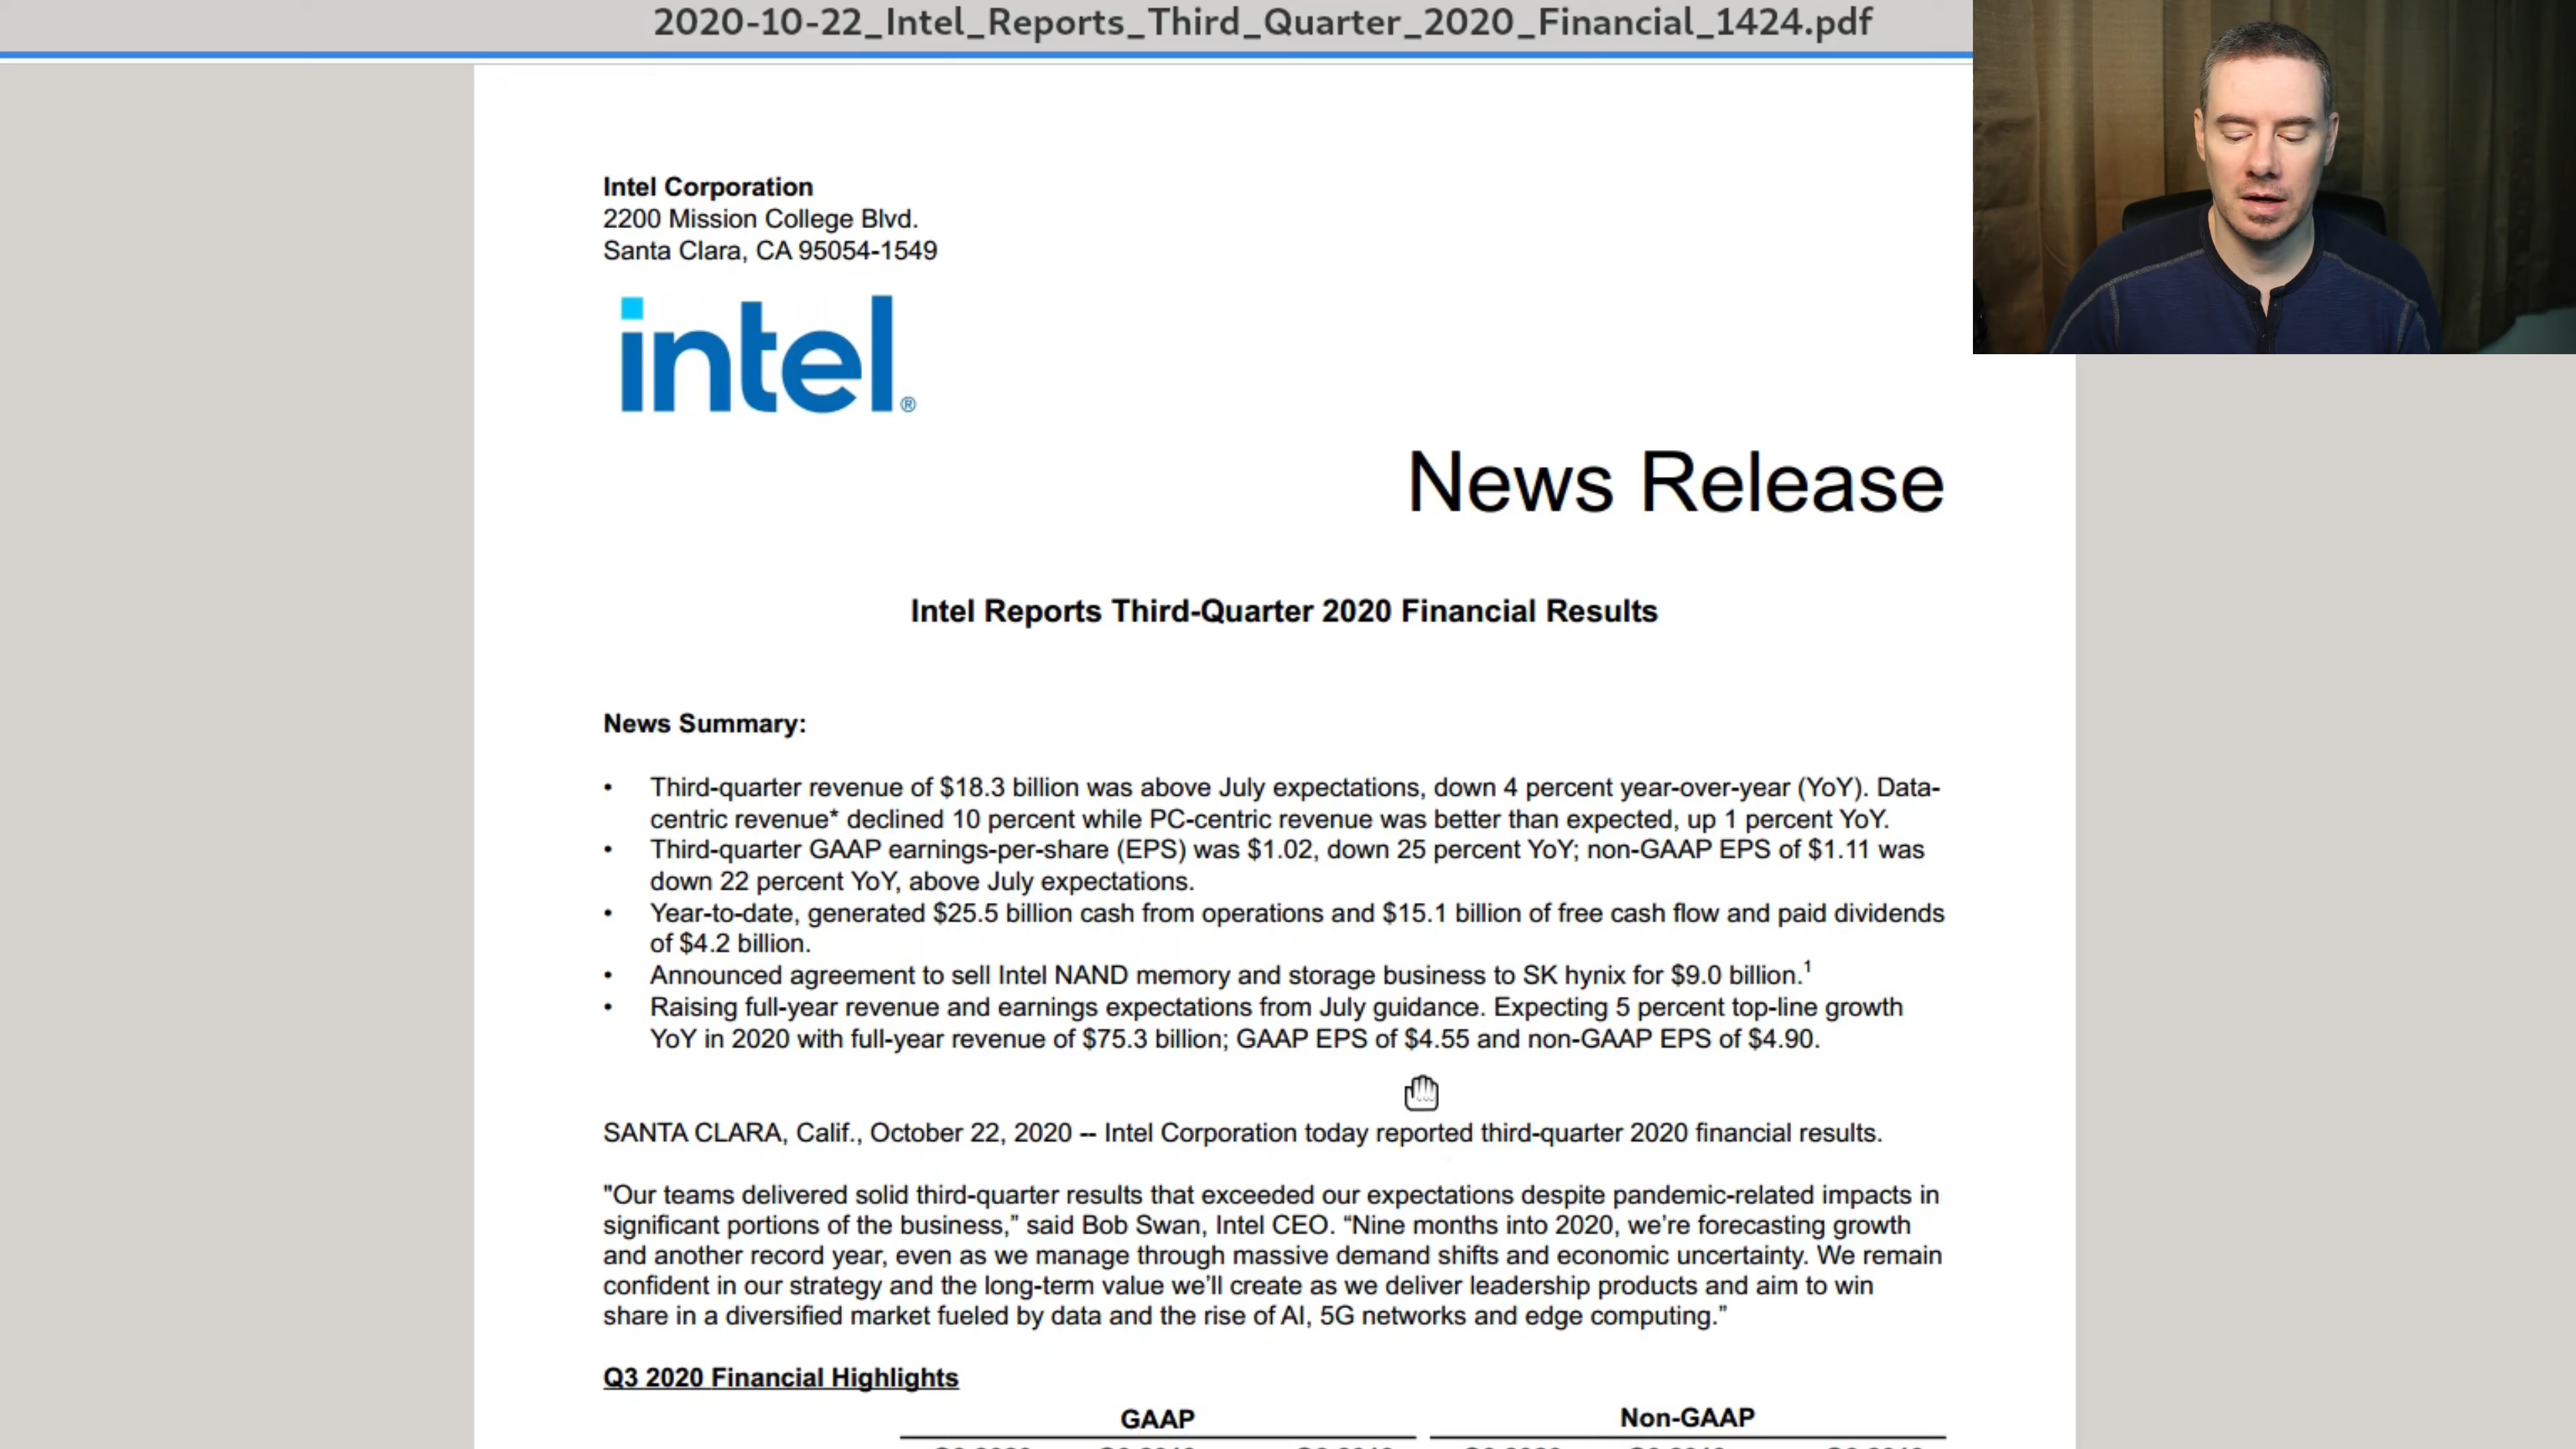 2020-10-22_Intel_Reports_Third_Quarter_2020_Financial_1424.pdf
Intel Corporation
2200 Mission College Blvd.
Santa Clara, CA 95054-1549
intel®
News Release
Intel Reports Third-Quarter 2020 Financial Results
News Summary:
• Third-quarter revenue of $18.3 billion was above July expectations, down 4 percent year-over-year (YoY). Data-
centric revenue* declined 10 percent while PC-centric revenue was better than expected, up 1 percent YoY.
• Third-quarter GAAP earnings-per-share (EPS) was $1.02, down 25 percent YoY; non-GAAP EPS of $1.11 was
down 22 percent YoY, above July expectations.
• Year-to-date, generated $25.5 billion cash from operations and $15.1 billion of free cash flow and paid dividends
of $4.2 billion.
• Announced agreement to sell Intel NAND memory and storage business to SK hynix for $9.0 billion.1
• Raising full-year revenue and earnings expectations from July guidance. Expecting 5 percent top-line growth
YoY in 2020 with full-year revenue of $75.3 billion; GAAP EPS of $4.55 and non-GAAP EPS of $4.90.
SANTA CLARA, Calif., October 22, 2020 -- Intel Corporation today reported third-quarter 2020 financial results.
"Our teams delivered solid third-quarter results that exceeded our expectations despite pandemic-related impacts in
significant portions of the business,” said Bob Swan, Intel CEO. “Nine months into 2020, we’re forecasting growth
and another record year, even as we manage through massive demand shifts and economic uncertainty. We remain
confident in our strategy and the long-term value we’ll create as we deliver leadership products and aim to win
share in a diversified market fueled by data and the rise of AI, 5G networks and edge computing.”
Q3 2020 Financial Highlights
GAAP Non-GAAP